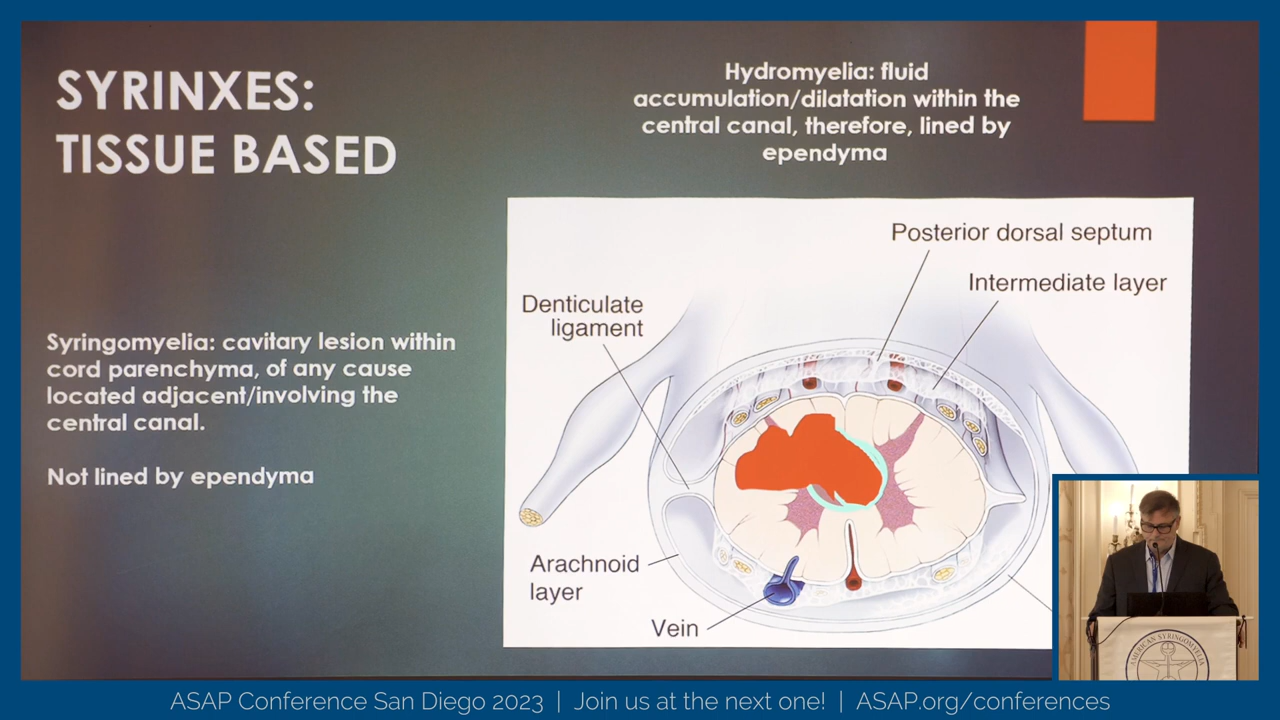 SYRINXES:
TISSUE BASED
Hydromyelia: fluid
accumulation/dilatation within the
central canal, therefore, lined by
ependyma
Syringomyelia: cavitary lesion within
cord parenchyma, of any cause
located adjacent/involving the
central canal.
Not lined by ependyma
Posterior dorsal septum
Intermediate layer
Denticulate
ligament
Arachnoid
layer
Vein
AMERICAN SYRINGOMYELIA
ASAP Conference San Diego 2023 | Join us at the next one! | ASAP.org/conferences